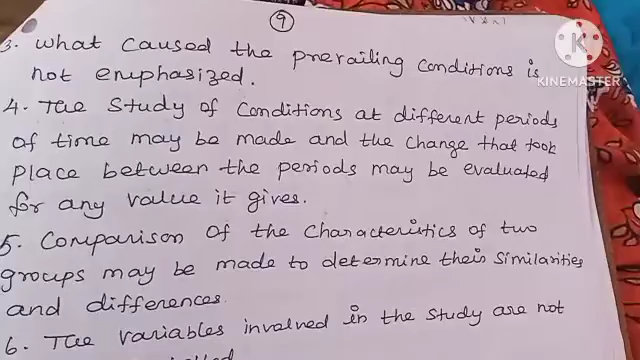 9
3. What caused the prevailing conditions is
not emphasized.
4. The Study of Conditions at different periods
of time may be made and the change that took
place between the periods may be evaluated
for any value it gives.
5. Comparison of the characteristics of two
groups may be made to determine their similarities
and differences.
6. The variables involved in the study are not
KINEMASTER